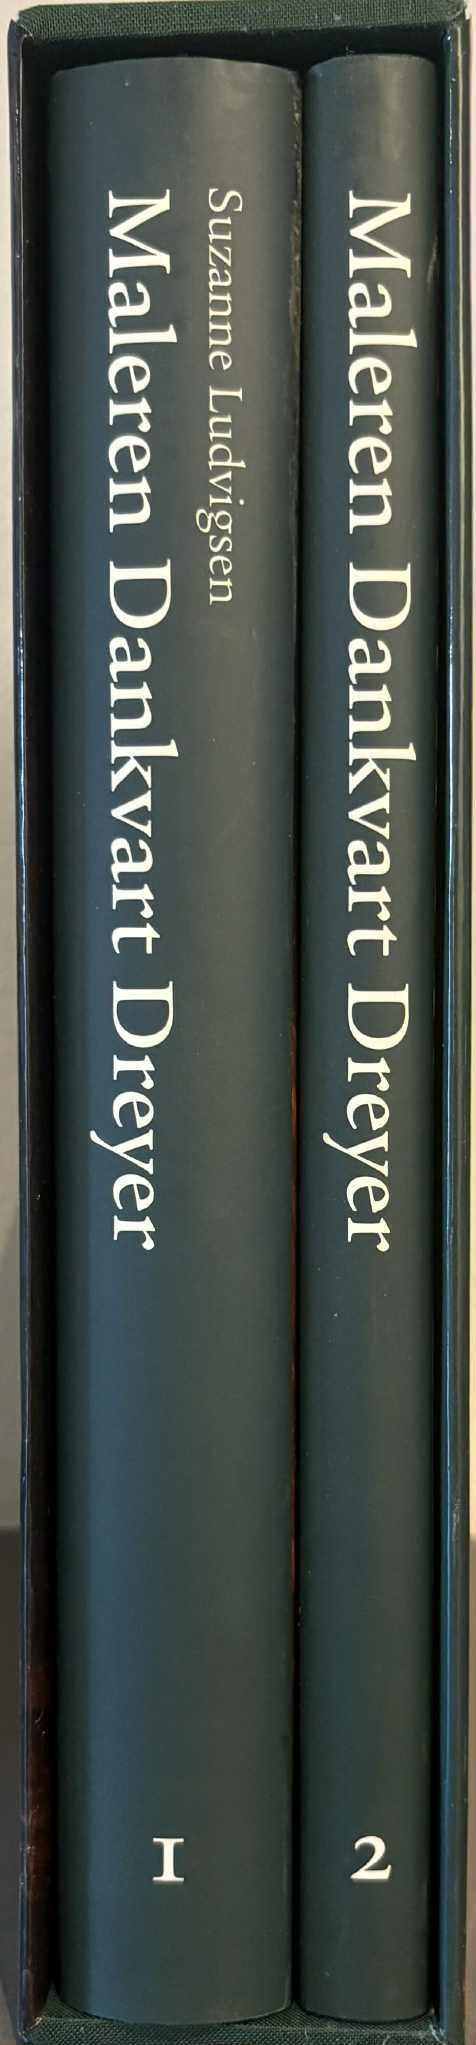 Suzanne Ludvigsen
Maleren Dankvart Dreyer
1
Maleren Dankvart Dreyer
2